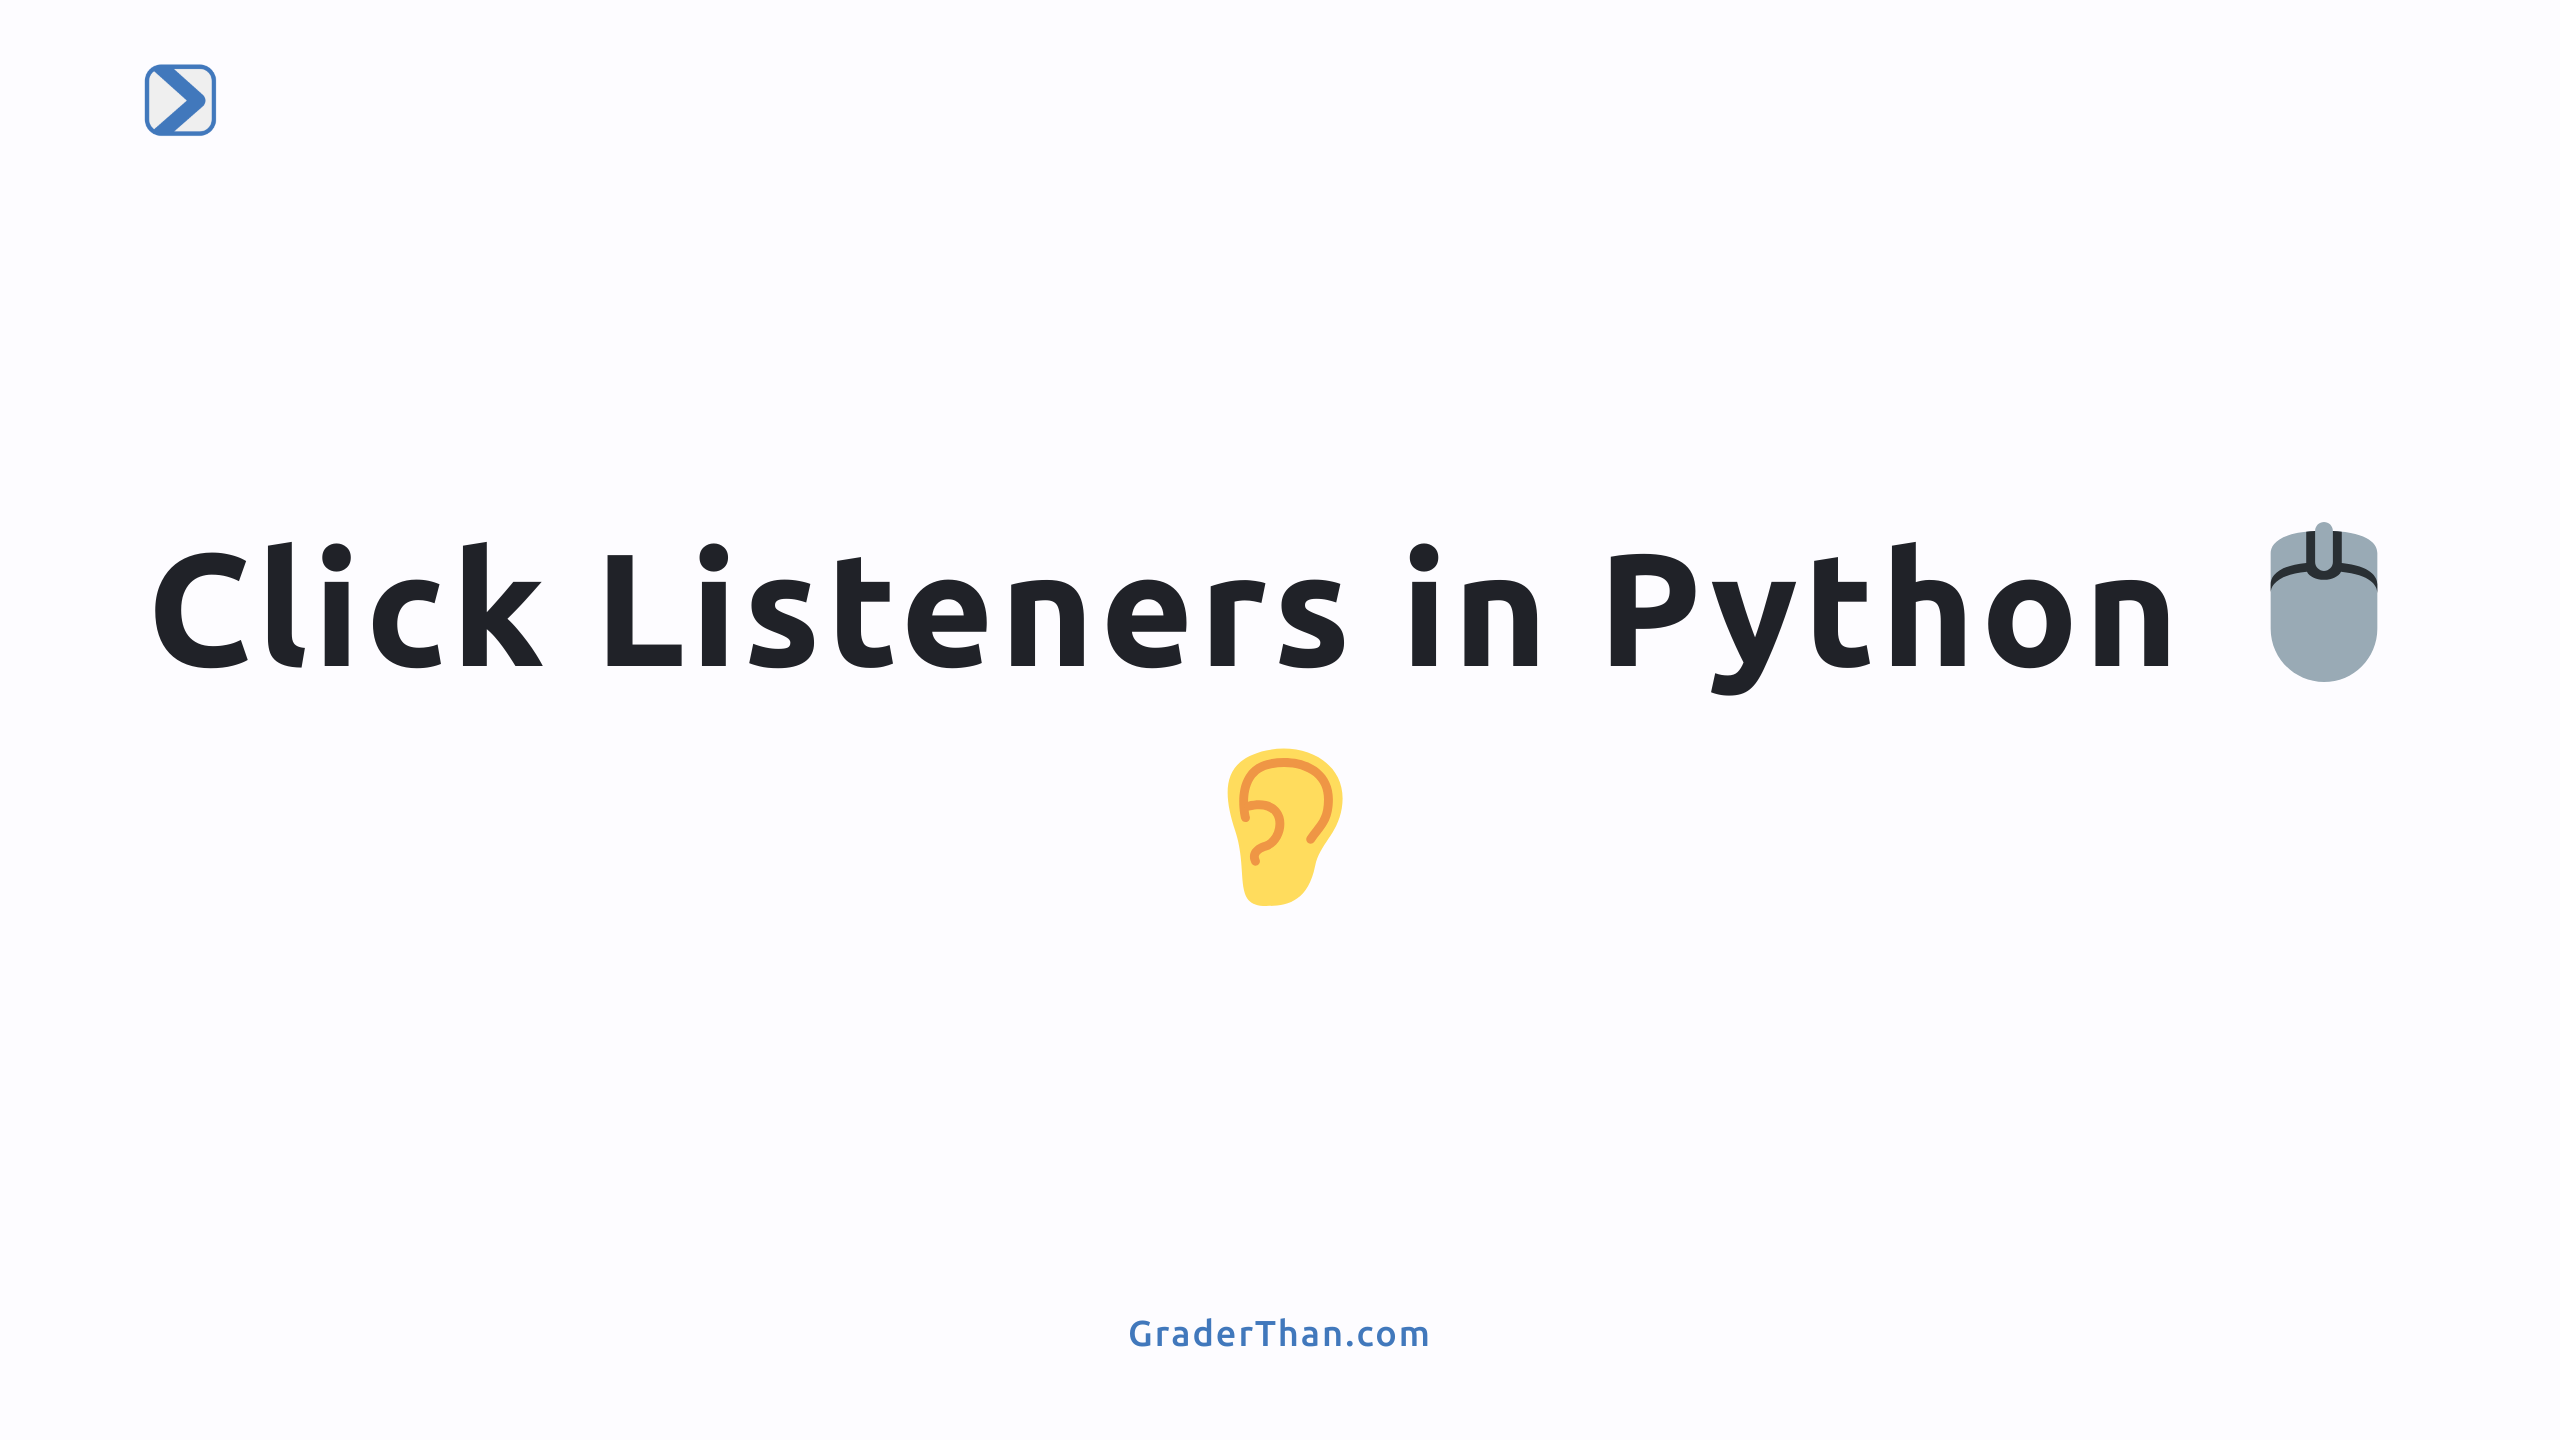 Click Listeners in Python 🖱️
👂
GraderThan.com